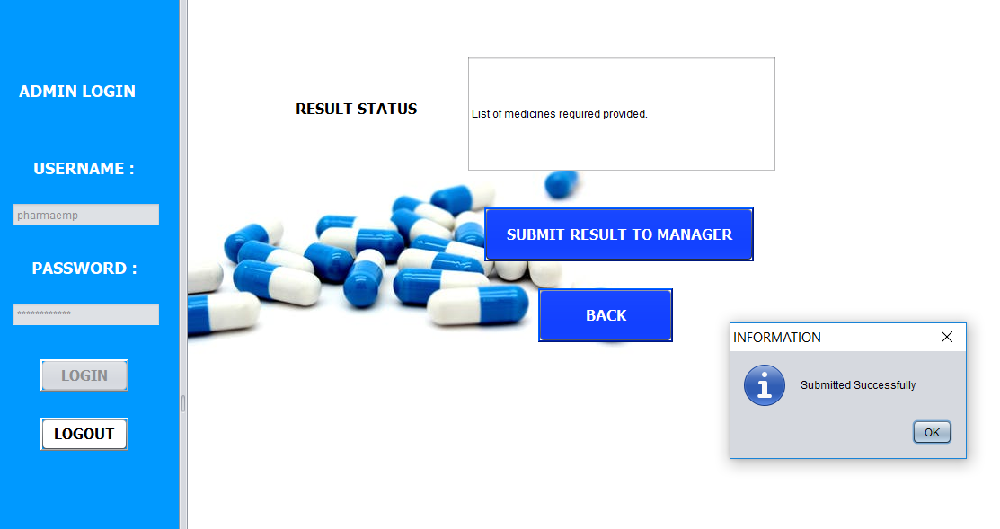 ADMIN LOGIN
USERNAME :
pharmaemp
PASSWORD :
************
LOGIN
LOGOUT
RESULT STATUS
List of medicines required provided.
SUBMIT RESULT TO MANAGER
BACK
INFORMATION
Submitted Successfully
OK